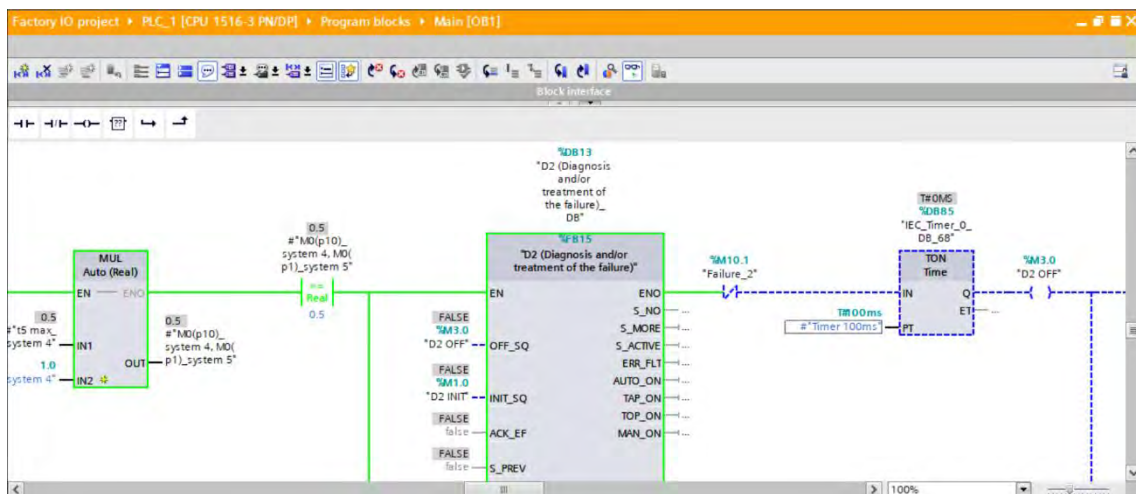 Factory IO project ▸ PLC_1 [CPU 1516-3 PN/DP] ▸ Program blocks ▸ Main [OB1]
Block interface
??
%DB13
"D2 (Diagnosis
and/or
treatment of
the failure)_
DB"
T#0MS
%DB85
"IEC_Timer_0_
DB_68"
0.5
#"M0(p10)_
system 4, M0(
p1)_system 5"
==
Real
0.5
MUL
Auto (Real)
EN
ENO
0.5
#"t5 max_
system 4"
IN1
1.0
system 4"
IN2
OUT
0.5
#"M0(p10)_
system 4, M0(
p1)_system 5"
%FB15
"D2 (Diagnosis and/or
treatment of the failure)"
EN
ENO
S_NO
...
S_MORE
...
S_ACTIVE
...
ERR_FLT
...
AUTO_ON
...
TAP_ON
...
TOP_ON
...
MAN_ON
...
FALSE
%M3.0
"D2 OFF"
OFF_SQ
FALSE
%M1.0
"D2 INIT"
INIT_SQ
FALSE
false
ACK_EF
FALSE
false
S_PREV
%M10.1
"Failure_2"
TON
Time
IN
Q
ET
...
T#100ms
#"Timer 100ms"
PT
%M3.0
"D2 OFF"
100%